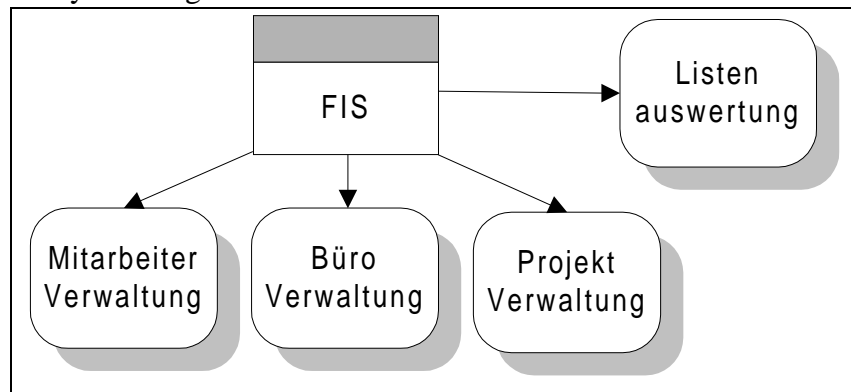 FIS
Listen
auswertung
Mitarbeiter
Verwaltung
Büro
Verwaltung
Projekt
Verwaltung